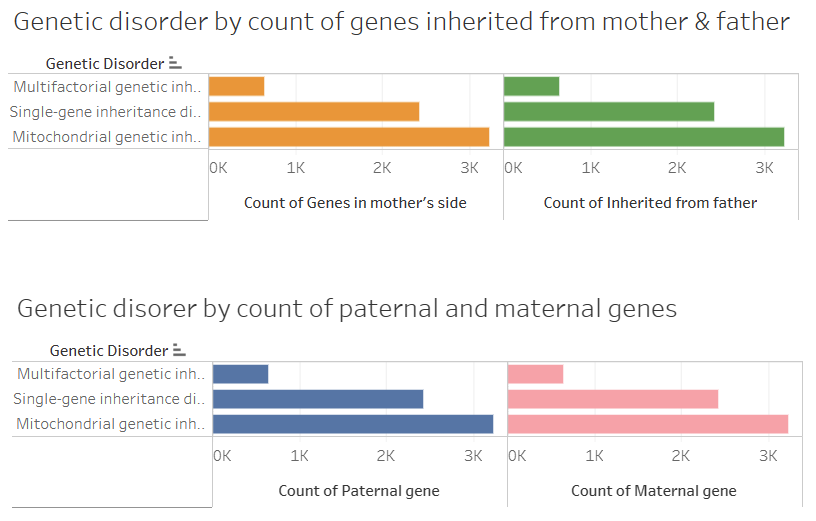 Genetic disorder by count of genes inherited from mother & father
Genetic Disorder
Multifactorial genetic inh..
Single-gene inheritance di..
Mitochondrial genetic inh..
0K 1K 2K 3K 0K 1K 2K 3K
Count of Genes in mother's side Count of Inherited from father
Genetic disorer by count of paternal and maternal genes
Genetic Disorder
Multifactorial genetic inh..
Single-gene inheritance di..
Mitochondrial genetic inh..
0K 1K 2K 3K 0K 1K 2K 3K
Count of Paternal gene Count of Maternal gene